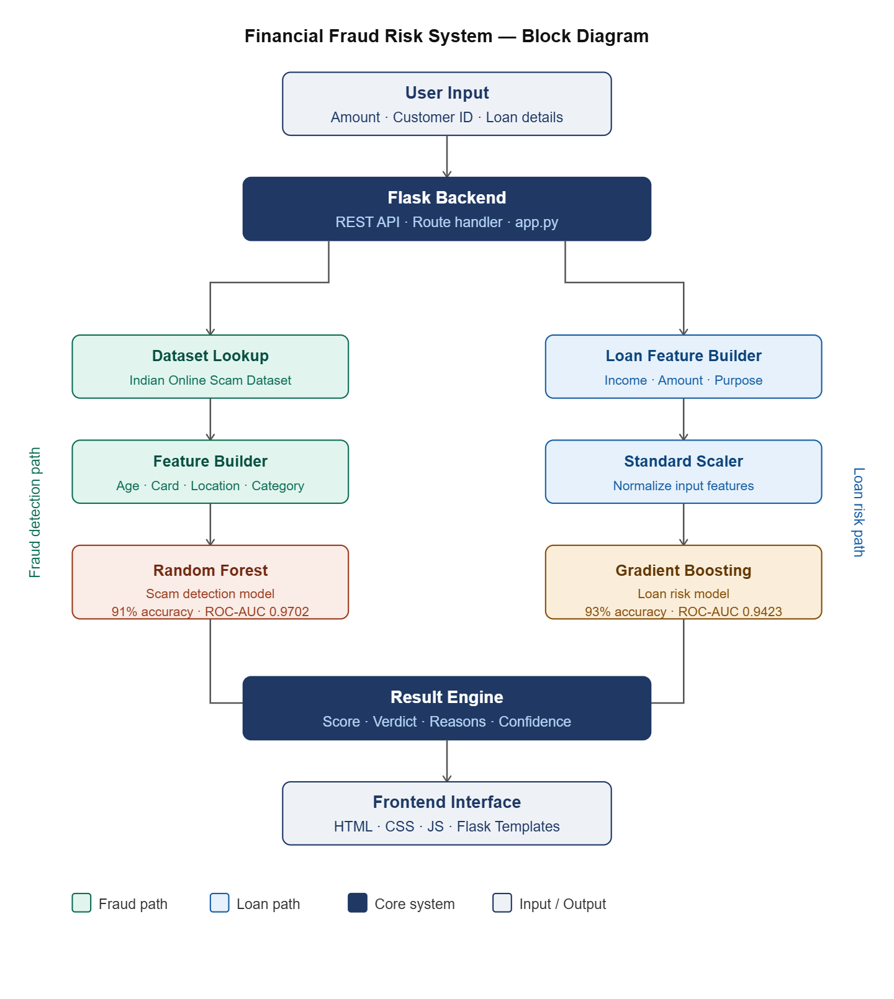 Financial Fraud Risk System — Block Diagram
User Input
Amount · Customer ID · Loan details
Flask Backend
REST API · Route handler · app.py
Dataset Lookup
Indian Online Scam Dataset
Loan Feature Builder
Income · Amount · Purpose
Feature Builder
Age · Card · Location · Category
Standard Scaler
Normalize input features
Fraud detection path
Loan risk path
Random Forest
Scam detection model
91% accuracy · ROC-AUC 0.9702
Gradient Boosting
Loan risk model
93% accuracy · ROC-AUC 0.9423
Result Engine
Score · Verdict · Reasons · Confidence
Frontend Interface
HTML · CSS · JS · Flask Templates
Fraud path
Loan path
Core system
Input / Output